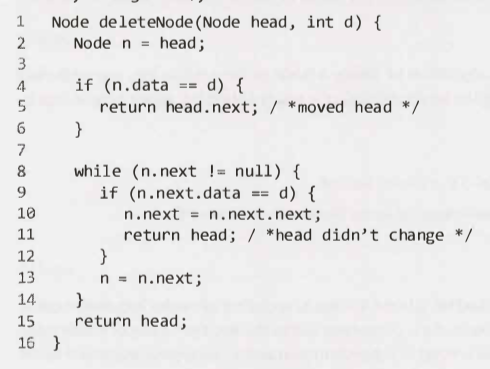 1 Node deleteNode(Node head, int d) {
2 Node n = head;
3
4 if (n.data == d) {
5 return head.next; / *moved head */
6 }
7
8 while (n.next != null) {
9 if (n.next.data == d) {
10 n.next = n.next.next;
11 return head; / *head didn't change */
12 }
13 n = n.next;
14 }
15 return head;
16 }